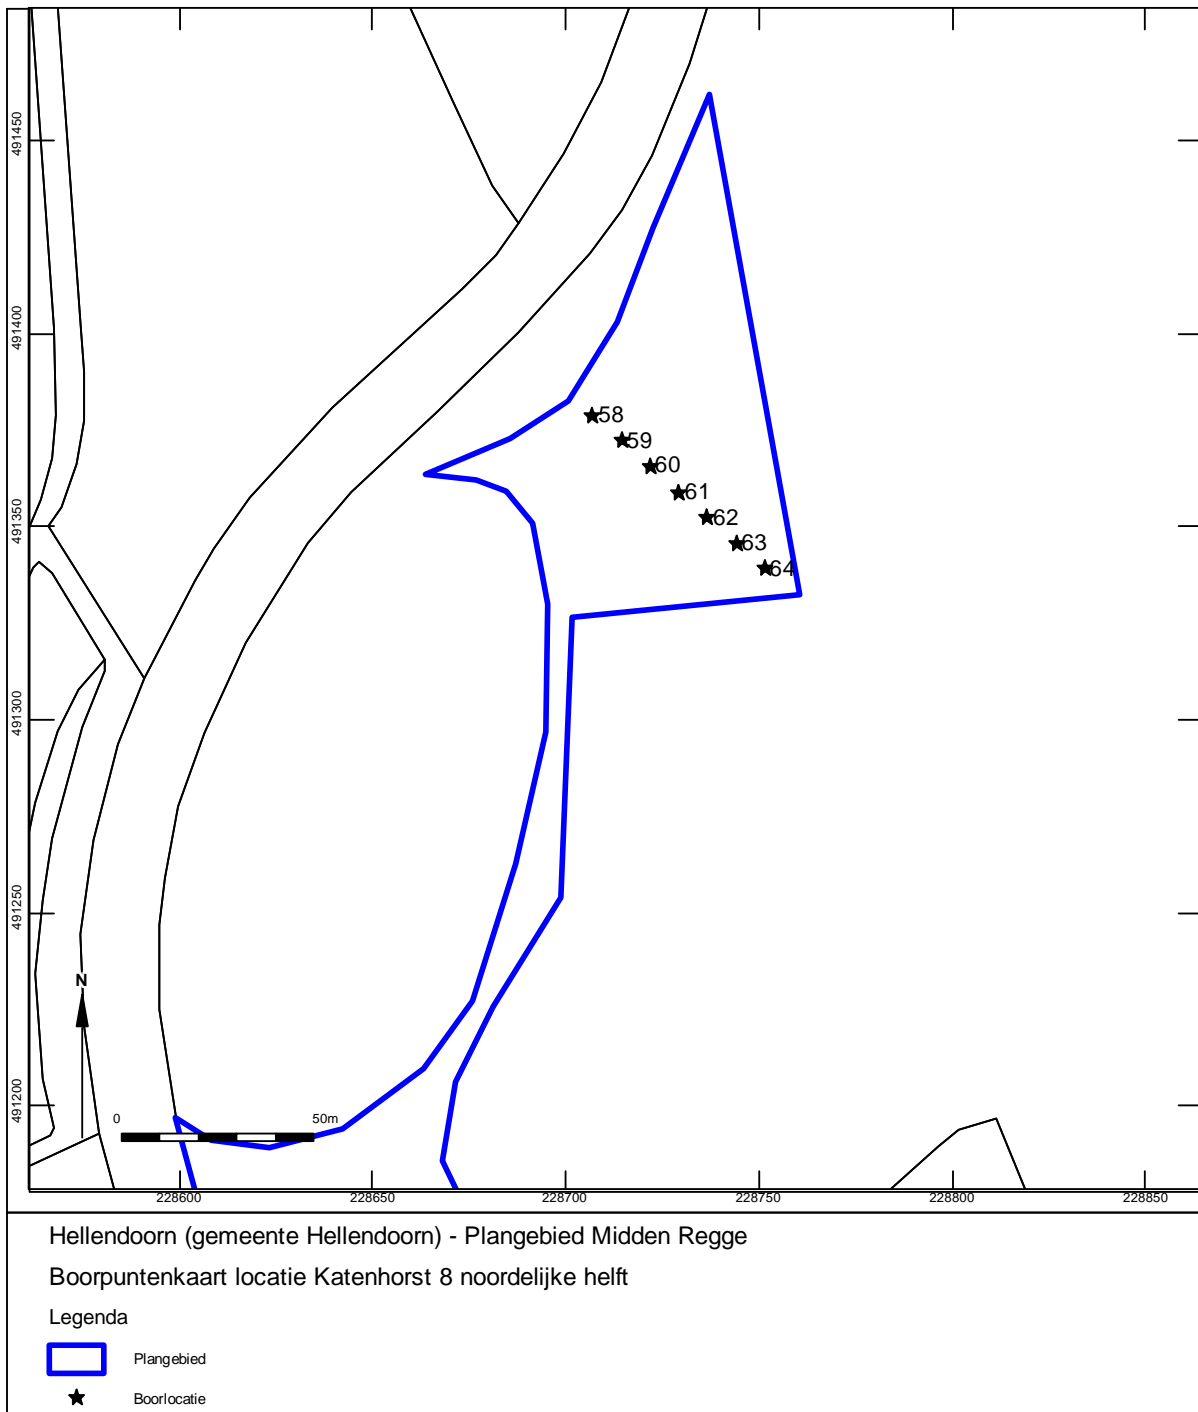 491450
491400
491350
491300
491250
491200
58
59
60
61
62
63
64
N
0 50m
228600 228650 228700 228750 228800 228850
Hellendoorn (gemeente Hellendoorn) - Plangebied Midden Regge
Boorpuntenkaart locatie Katenhorst 8 noordelijke helft
Legenda
Plangebied
Boorlocatie